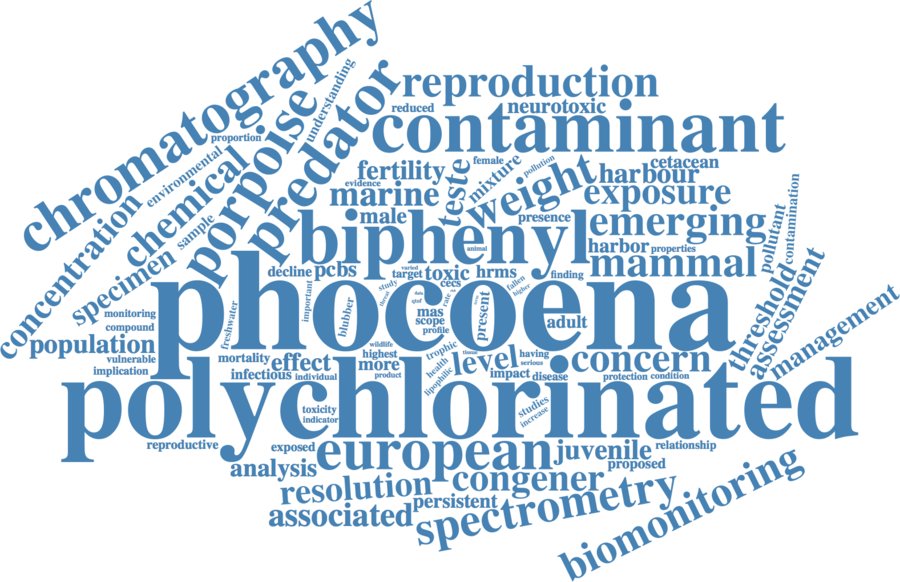 chromatography
understanding
porpoise
predator
reproduction
reduced
neurotoxic
contaminant
proportion
environmental
chemical
concentration
sample
specimen
fertility
evidence
marine
male
teste
female
mixture
pollution
weight
harbour
cetacean
exposure
presence
emerging
biphenyl
animal
harbor
properties
mammal
pollutant
contamination
decline
pcbs
varied
target
toxic
cecs
hrms
fallen
higher
finding
phocoena
monitoring
compound
population
vulnerable
implication
freshwater
important
blubber
study
threat
data
qtof
mas
scope
profile
rate
present
adult
threshold
assessment
management
mortality
effect
infectious
individual
wildlife
highest
more
product
trophic
health
lipophilic
level
having
serious
impact
disease
concern
protection
condition
polychlorinated
toxicity
indicator
studies
increase
reproductive
exposed
european
juvenile
relationship
proposed
analysis
resolution
congener
persistent
associated
spectrometry
biomonitoring